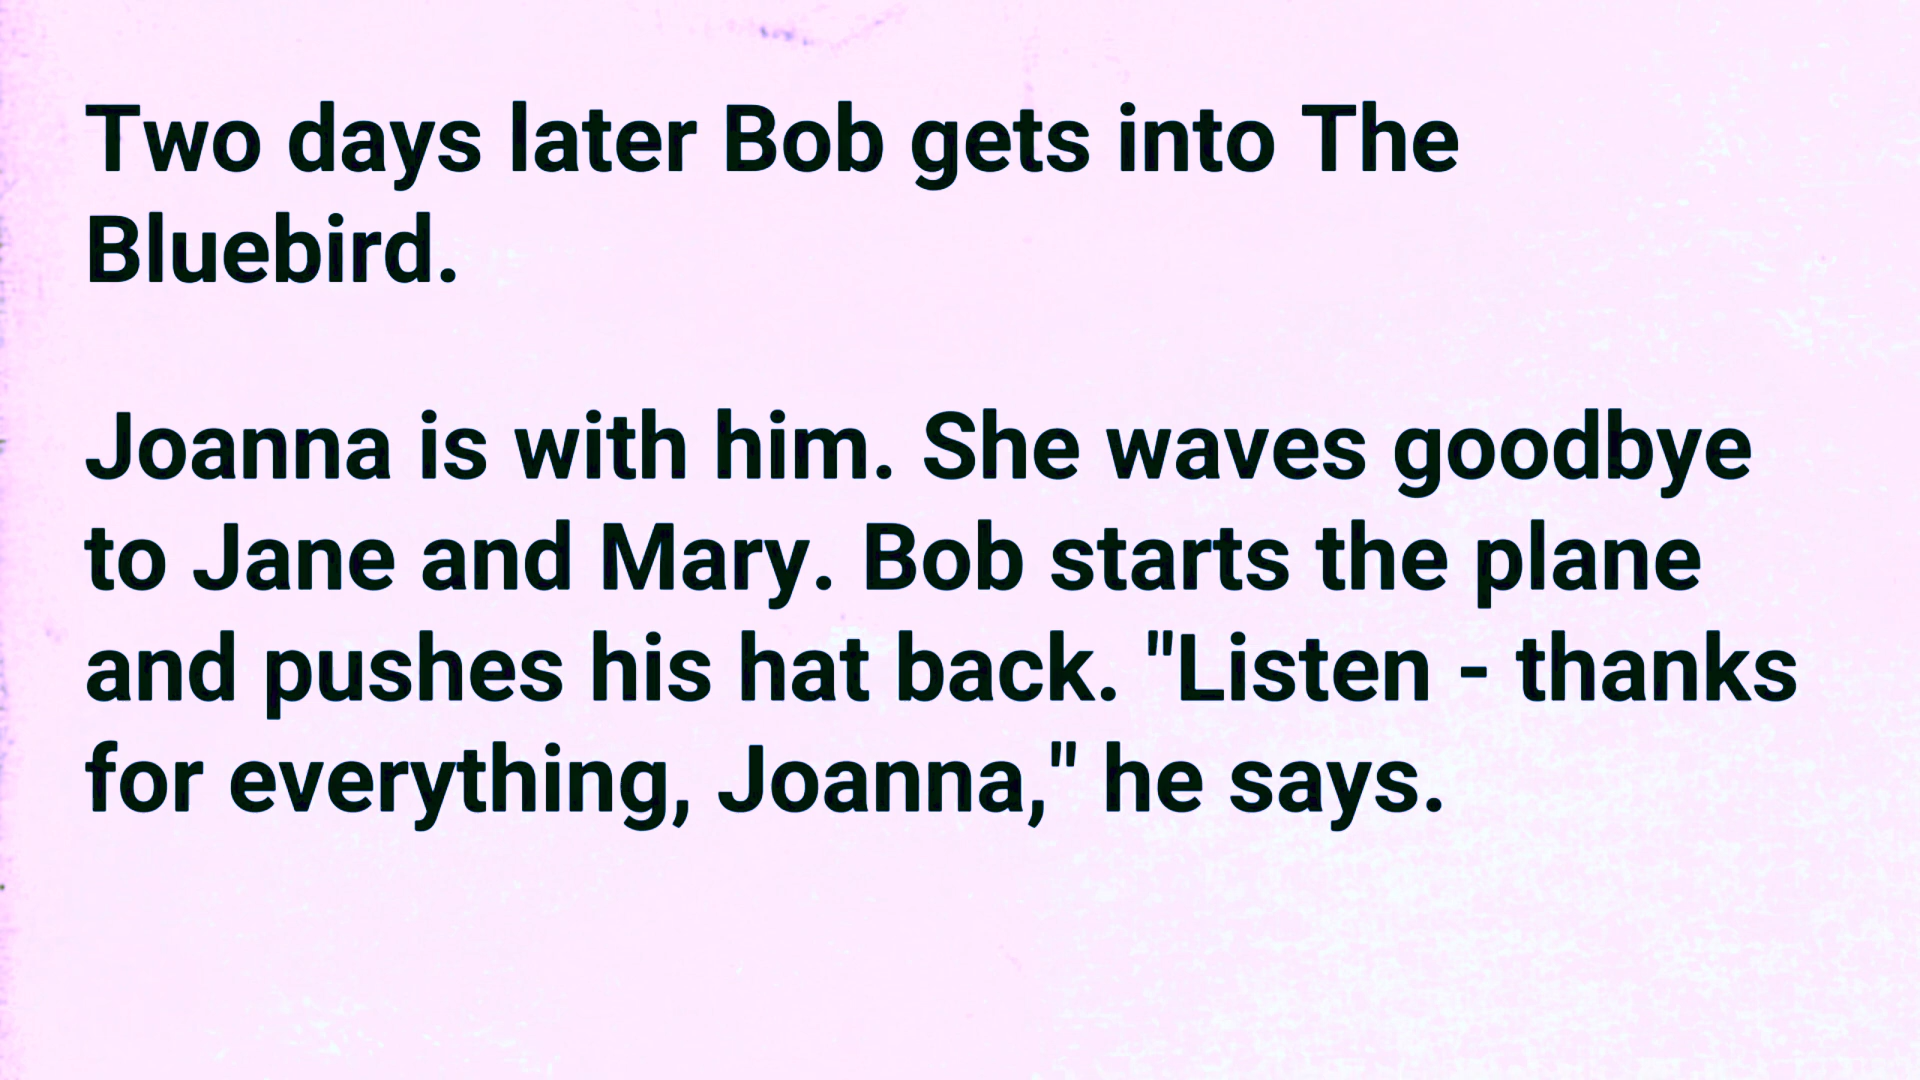 Two days later Bob gets into The
Bluebird.
Joanna is with him. She waves goodbye
to Jane and Mary. Bob starts the plane
and pushes his hat back. "Listen - thanks
for everything, Joanna," he says.